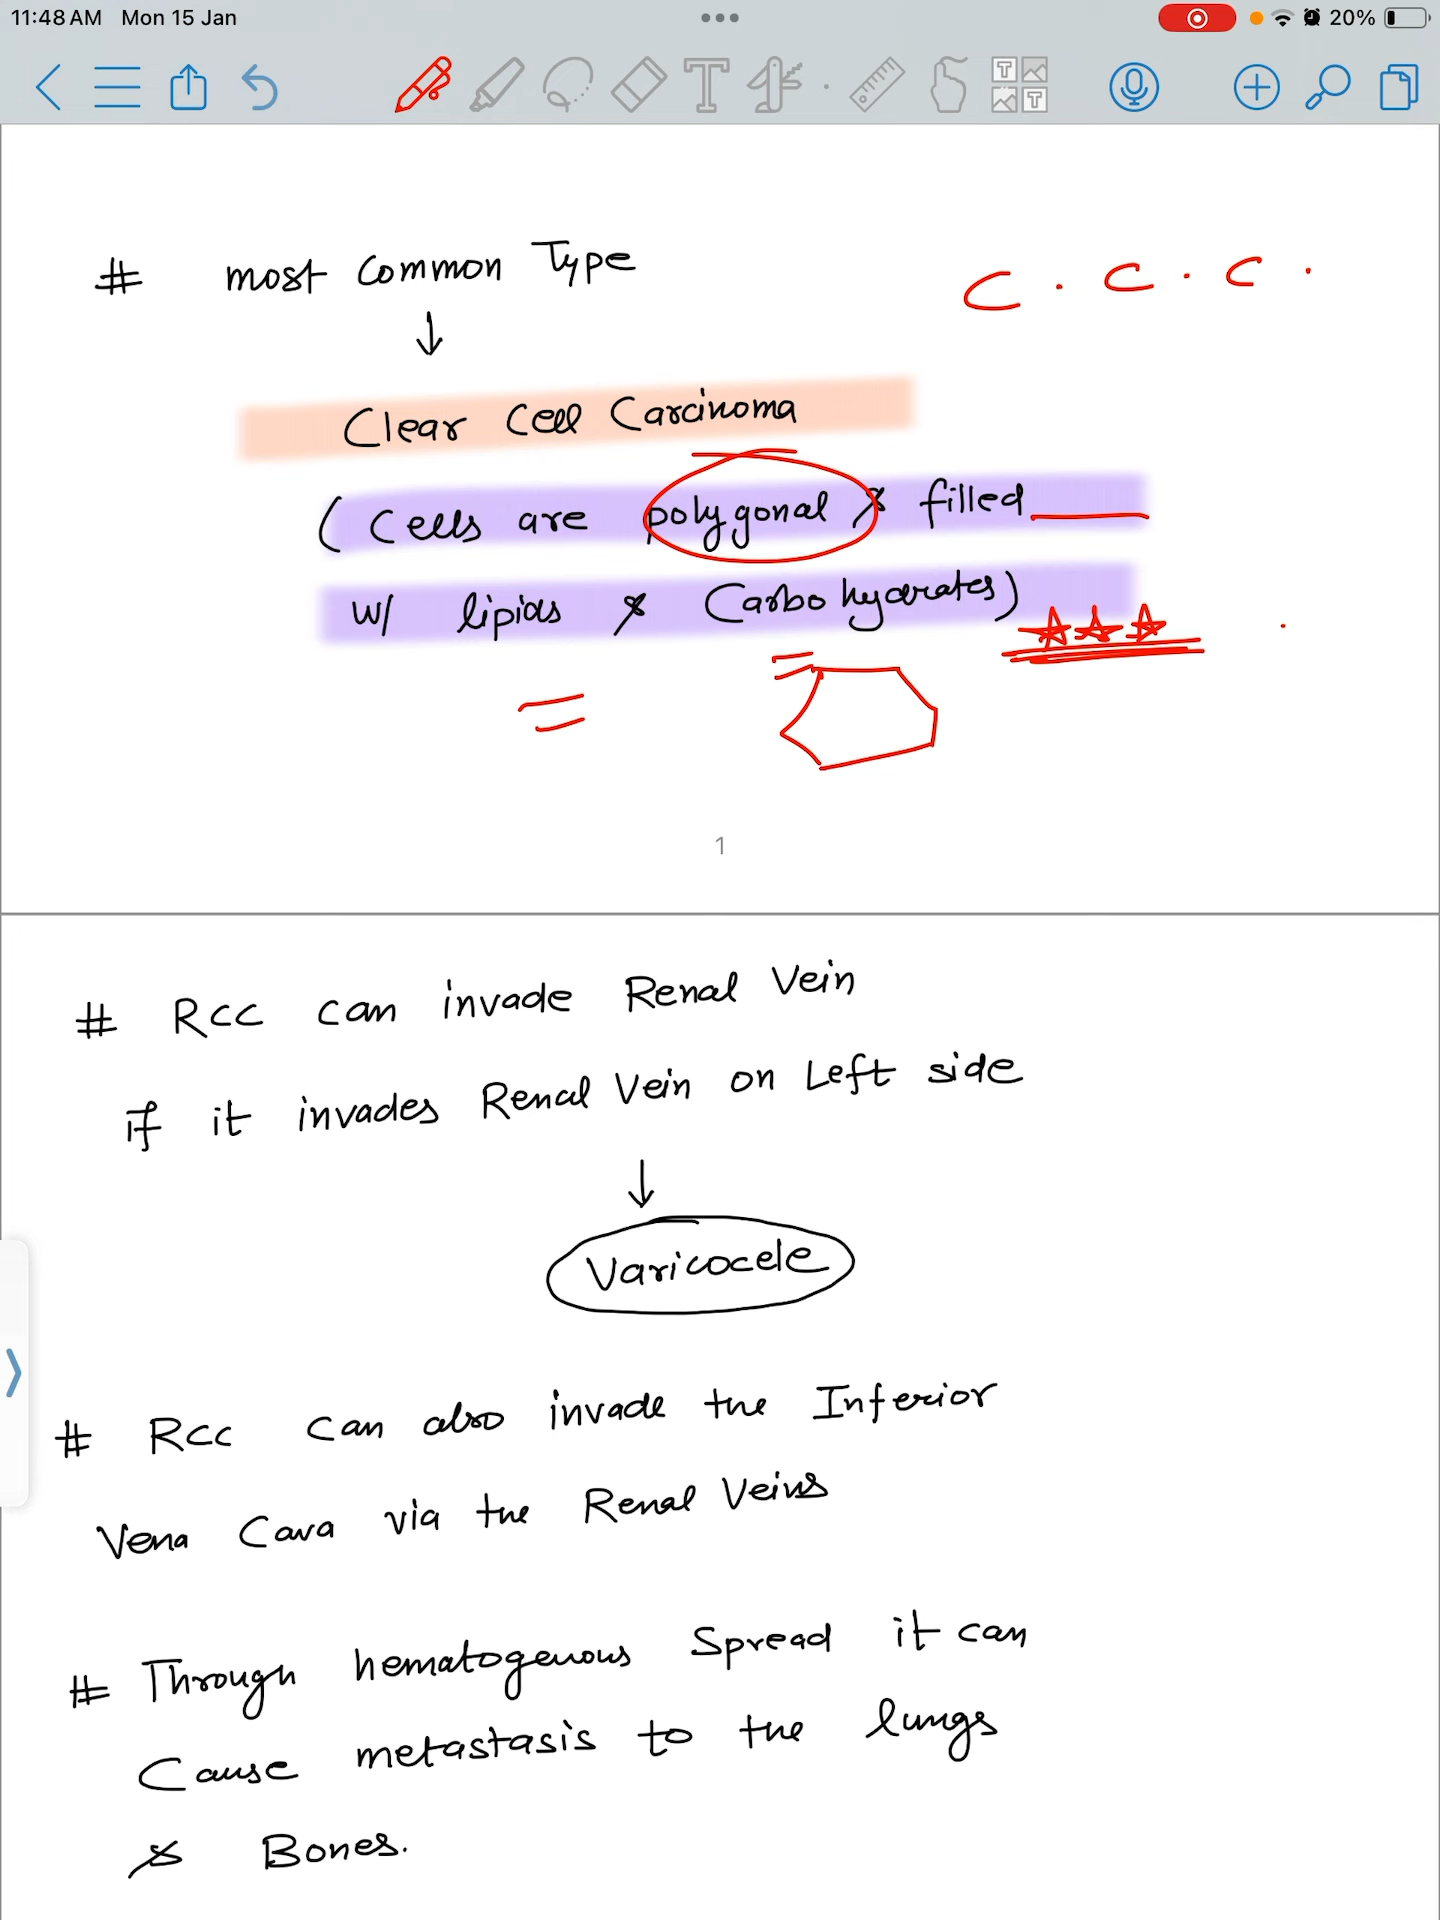 11:48 AM Mon 15 Jan
20%
# most Common Type
C . C . C .
↓
Clear Cell Carcinoma
( Cells are polygonal & filled
w/ lipids & Carbohydrates)
1
# RCC can invade Renal Vein
if it invades Renal Vein on Left side
↓
Varicocele
# RCC can also invade the Inferior
Vena Cava via the Renal Veins
# Through hematogenous Spread it can
Cause metastasis to the lungs
& Bones.